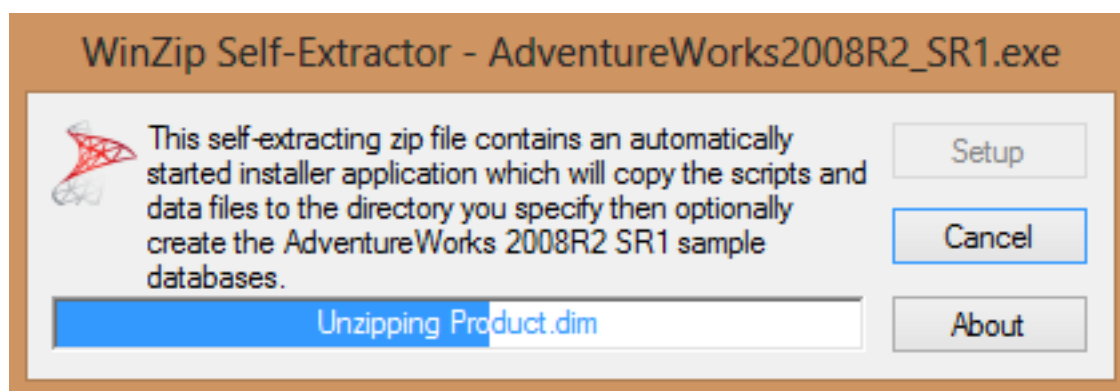 WinZip Self-Extractor - AdventureWorks2008R2_SR1.exe
This self-extracting zip file contains an automatically
started installer application which will copy the scripts and
data files to the directory you specify then optionally
create the AdventureWorks 2008R2 SR1 sample
databases.
Setup
Cancel
Unzipping Product.dim
About